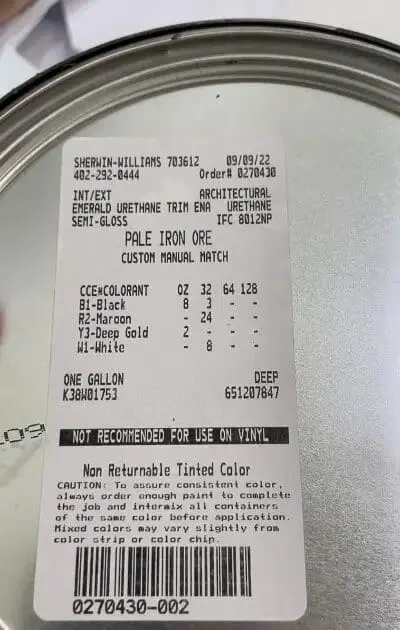 SHERWIN-WILLIAMS 703612 09/09/22
402-292-0444 Order# 0270430
INT/EXT ARCHITECTURAL
EMERALD URETHANE TRIM ENA URETHANE
SEMI-GLOSS IFC 8012NP
PALE IRON ORE
CUSTOM MANUAL MATCH
CCE*COLORANT OZ 32 64 128
B1-Black 8 3 - -
R2-Maroon - 24 - -
Y3-Deep Gold 2 - - -
W1-White - 8 - -
ONE GALLON DEEP
K38W01753 651207847
NOT RECOMMENDED FOR USE ON VINYL
Non Returnable Tinted Color
CAUTION: To assure consistent color,
always order enough paint to complete
the job and intermix all containers
of the same color before application.
Mixed colors may vary slightly from
color strip or color chip.
0270430-002